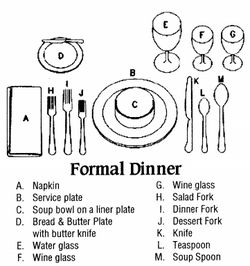 E
F
G
D
B
H
I
J
K
L
M
A
C
Formal Dinner
A. Napkin
B. Service plate
C. Soup bowl on a liner plate
D. Bread & Butter Plate
with butter knife
E. Water glass
F. Wine glass
G. Wine glass
H. Salad Fork
I. Dinner Fork
J. Dessert Fork
K. Knife
L. Teaspoon
M. Soup Spoon